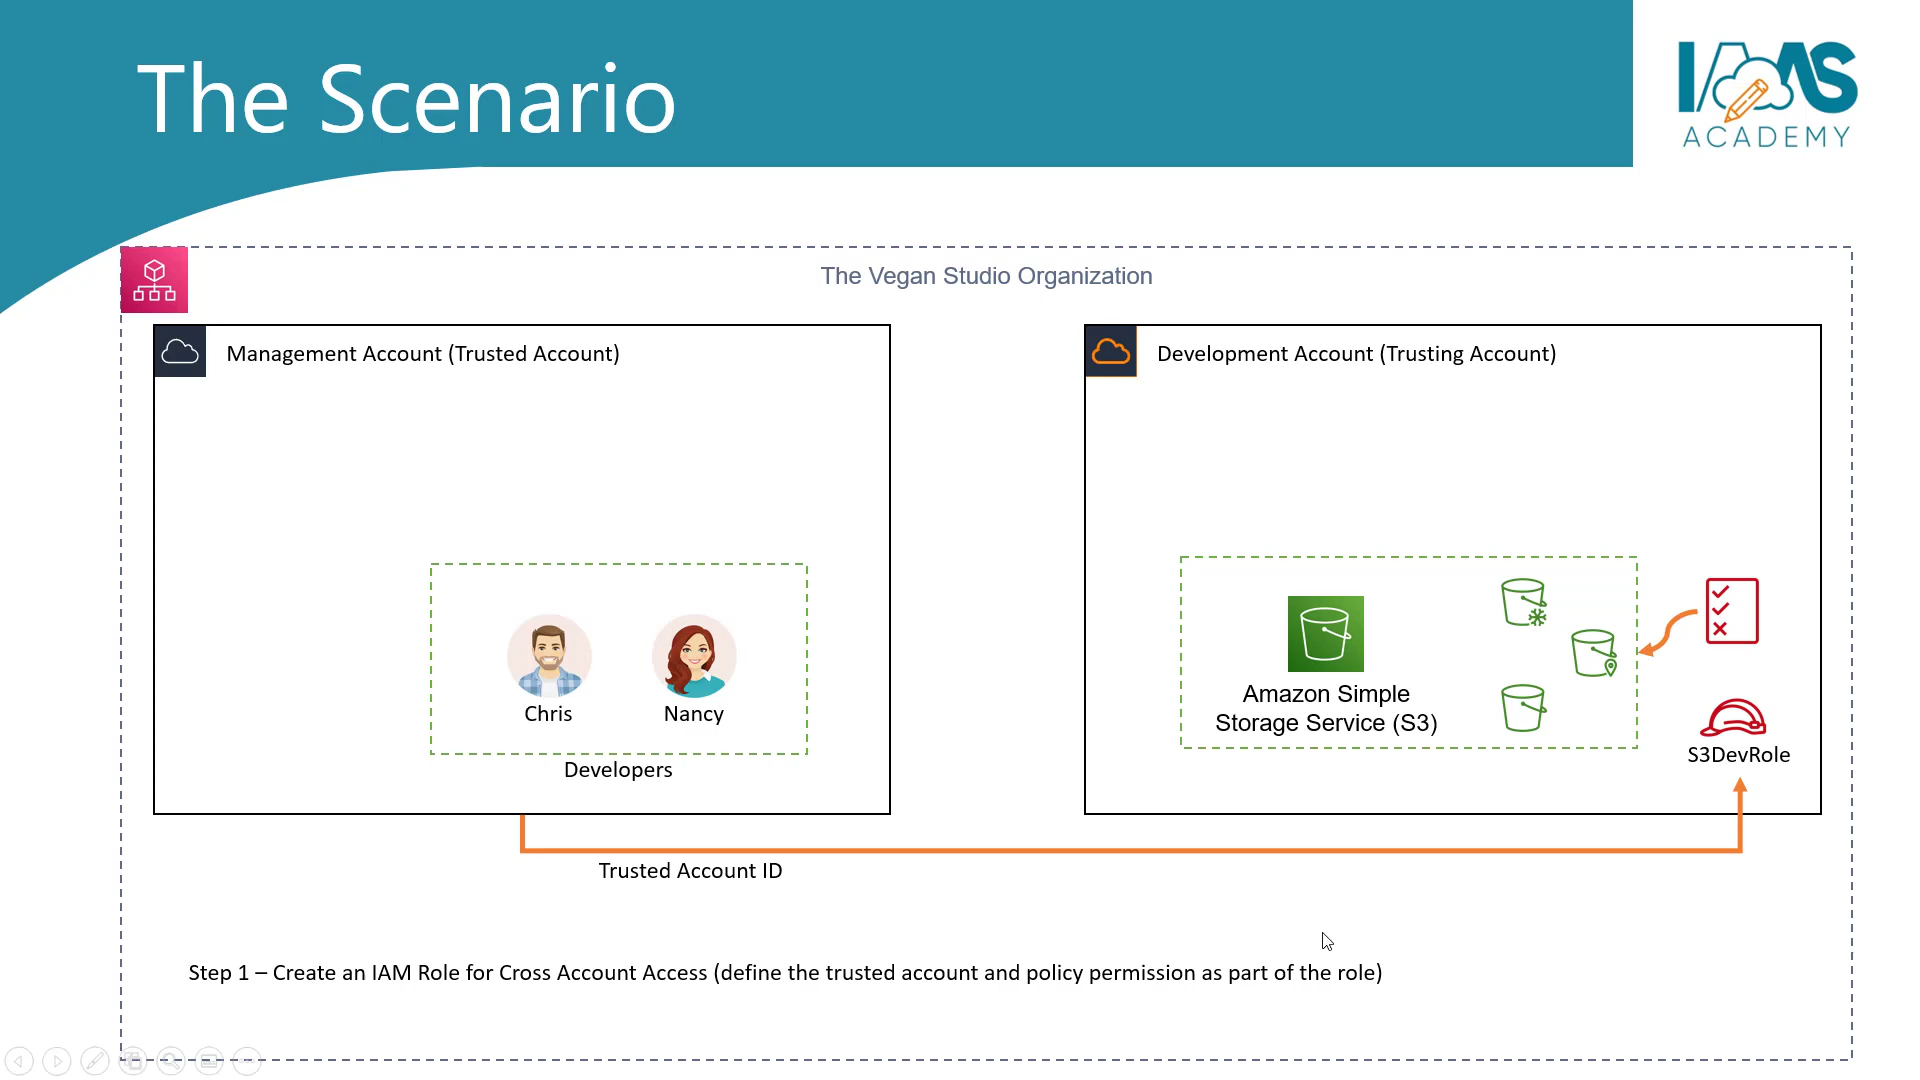 The Scenario
IAAS
ACADEMY
The Vegan Studio Organization
Management Account (Trusted Account)
Development Account (Trusting Account)
Chris
Nancy
Developers
Amazon Simple
Storage Service (S3)
S3DevRole
Trusted Account ID
Step 1 – Create an IAM Role for Cross Account Access (define the trusted account and policy permission as part of the role)